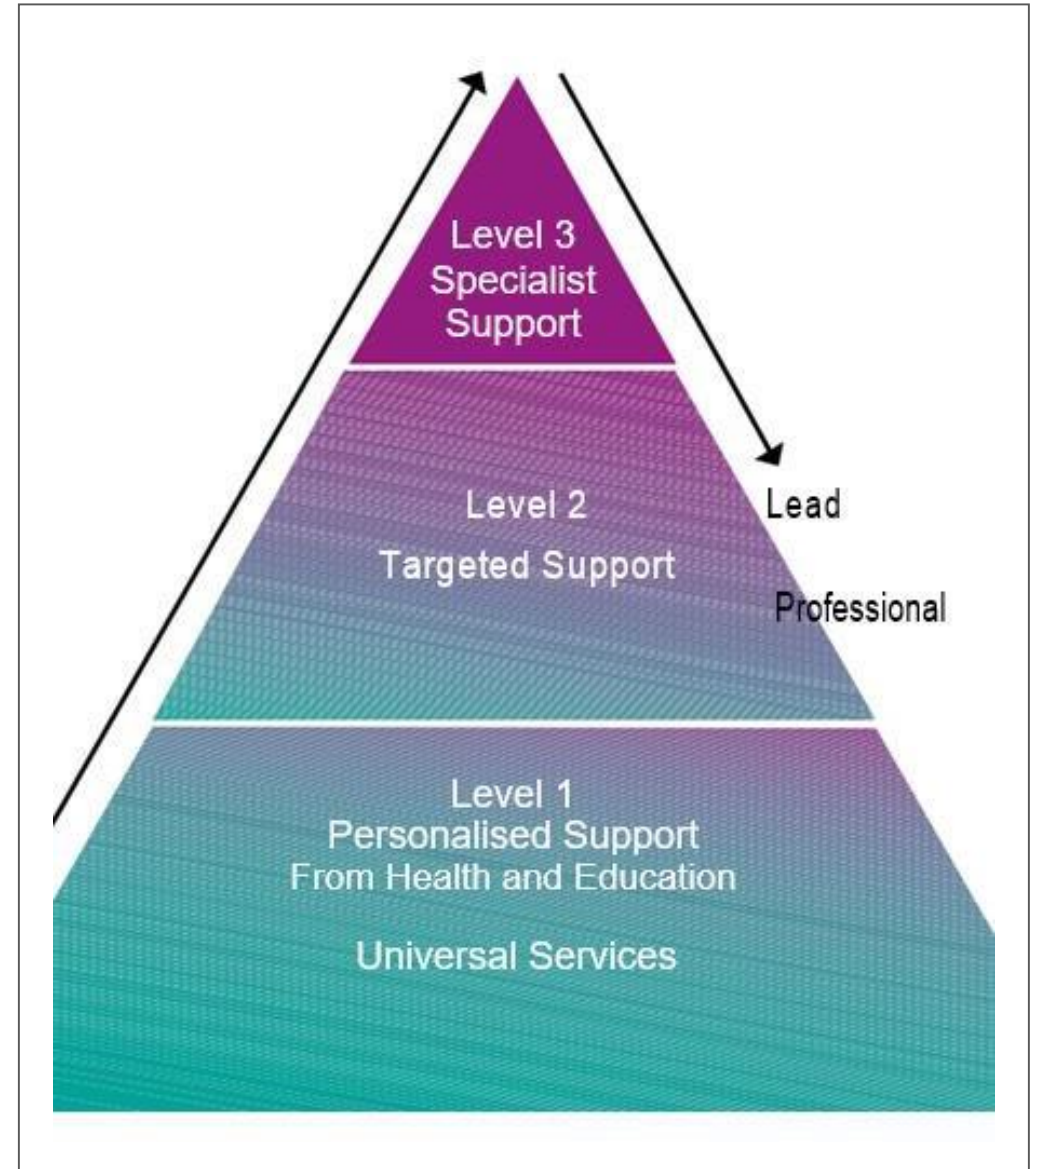 Level 3
Specialist
Support
Level 2
Lead
Targeted Support
Professional
Level 1
Personalised Support
From Health and Education
Universal Services